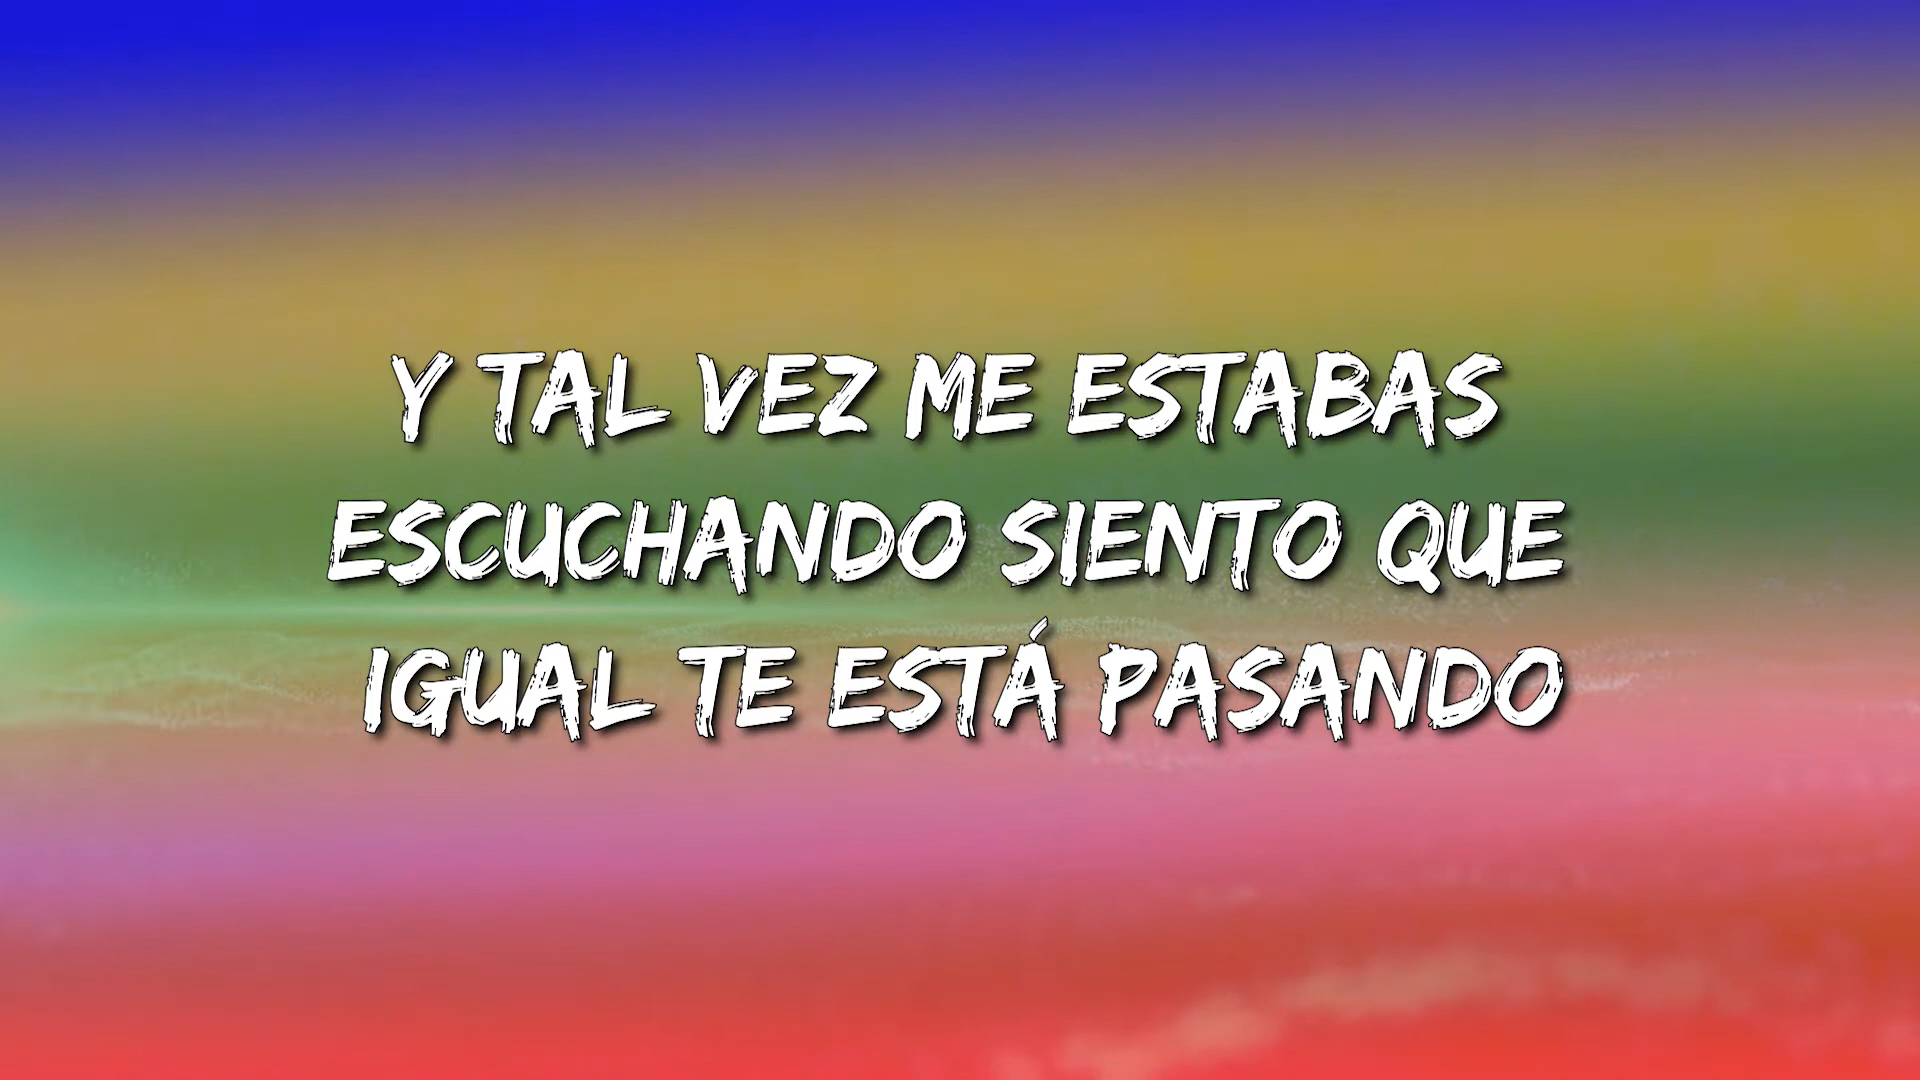 Y TAL VEZ ME ESTABAS
ESCUCHANDO SIENTO QUE
IGUAL TE ESTÁ PASANDO